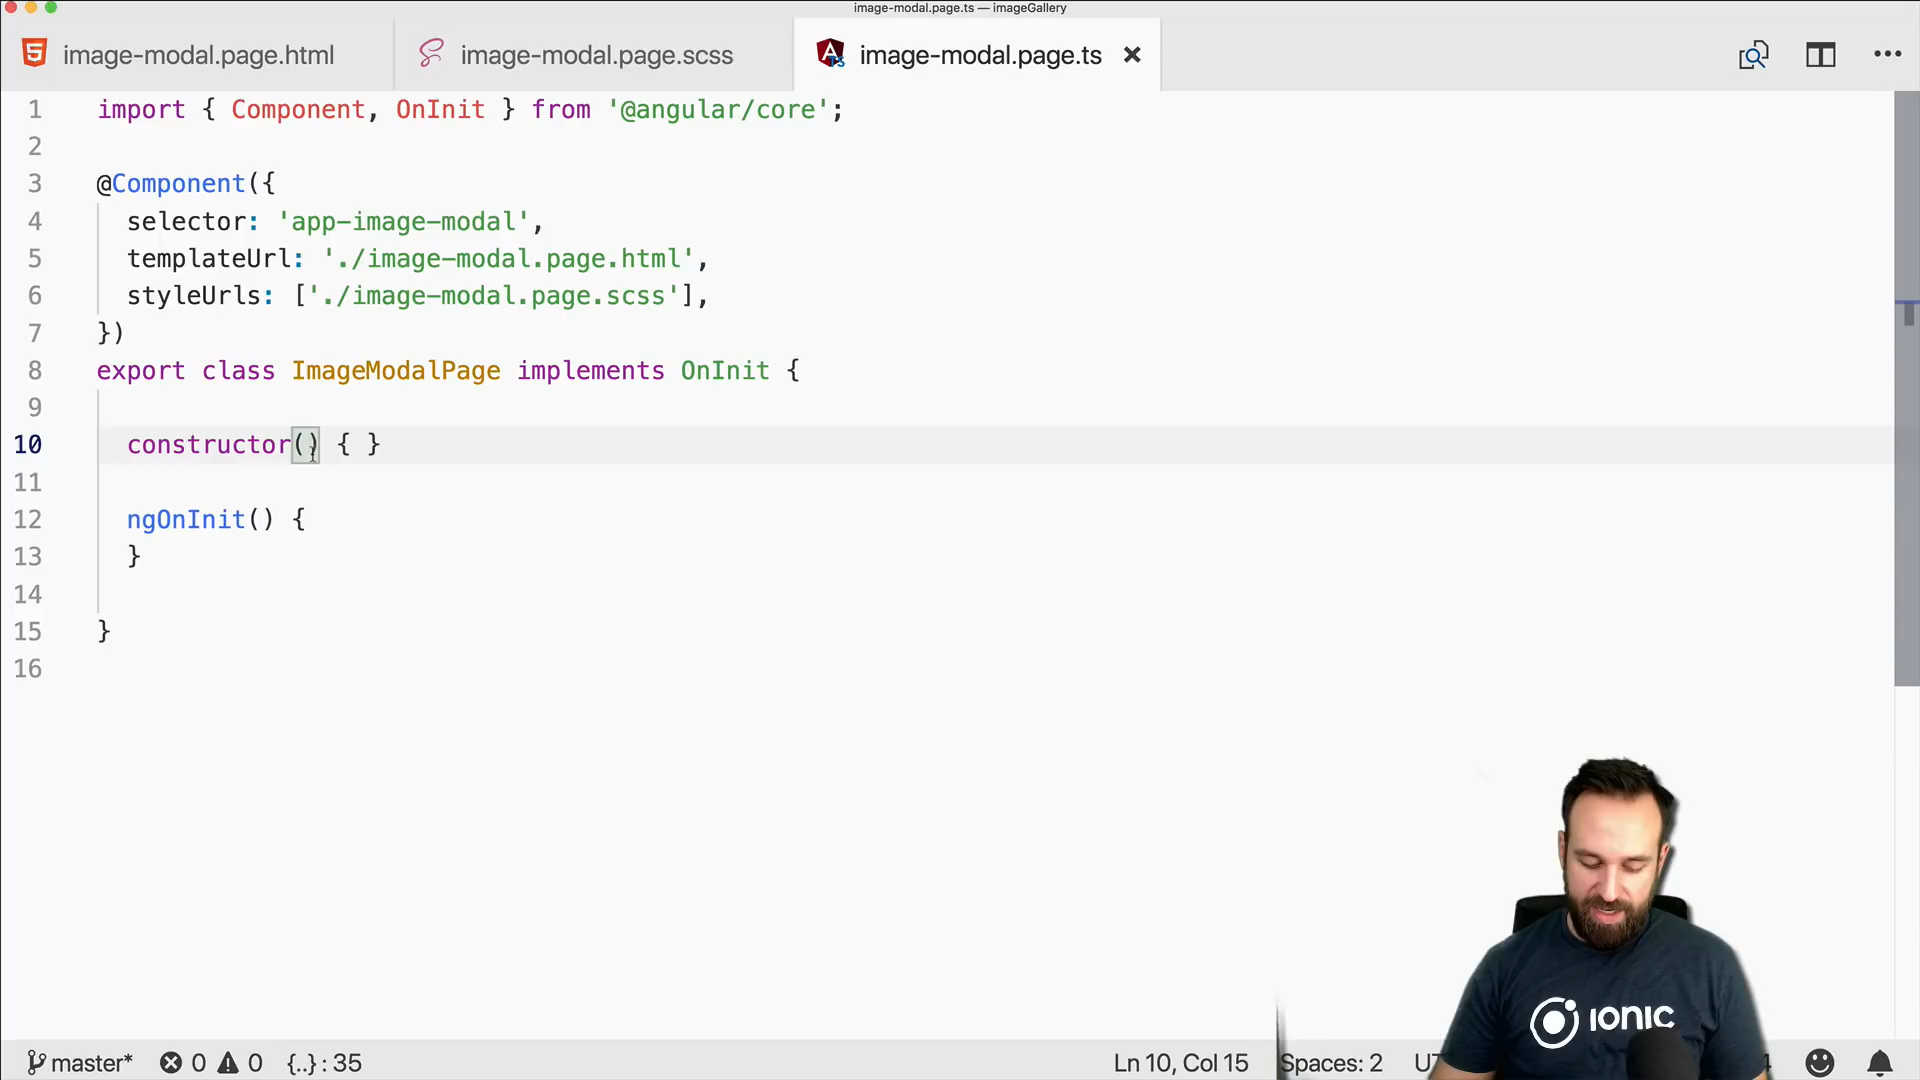 image-modal.page.ts — imageGallery
image-modal.page.html
image-modal.page.scss
image-modal.page.ts
1 import { Component, OnInit } from '@angular/core';
2
3 @Component({
4 selector: 'app-image-modal',
5 templateUrl: './image-modal.page.html',
6 styleUrls: ['./image-modal.page.scss'],
7 })
8 export class ImageModalPage implements OnInit {
9
10 constructor() { }
11
12 ngOnInit() {
13 }
14
15 }
16
ionic
master* 0 0 {..}: 35 Ln 10, Col 15 Spaces: 2